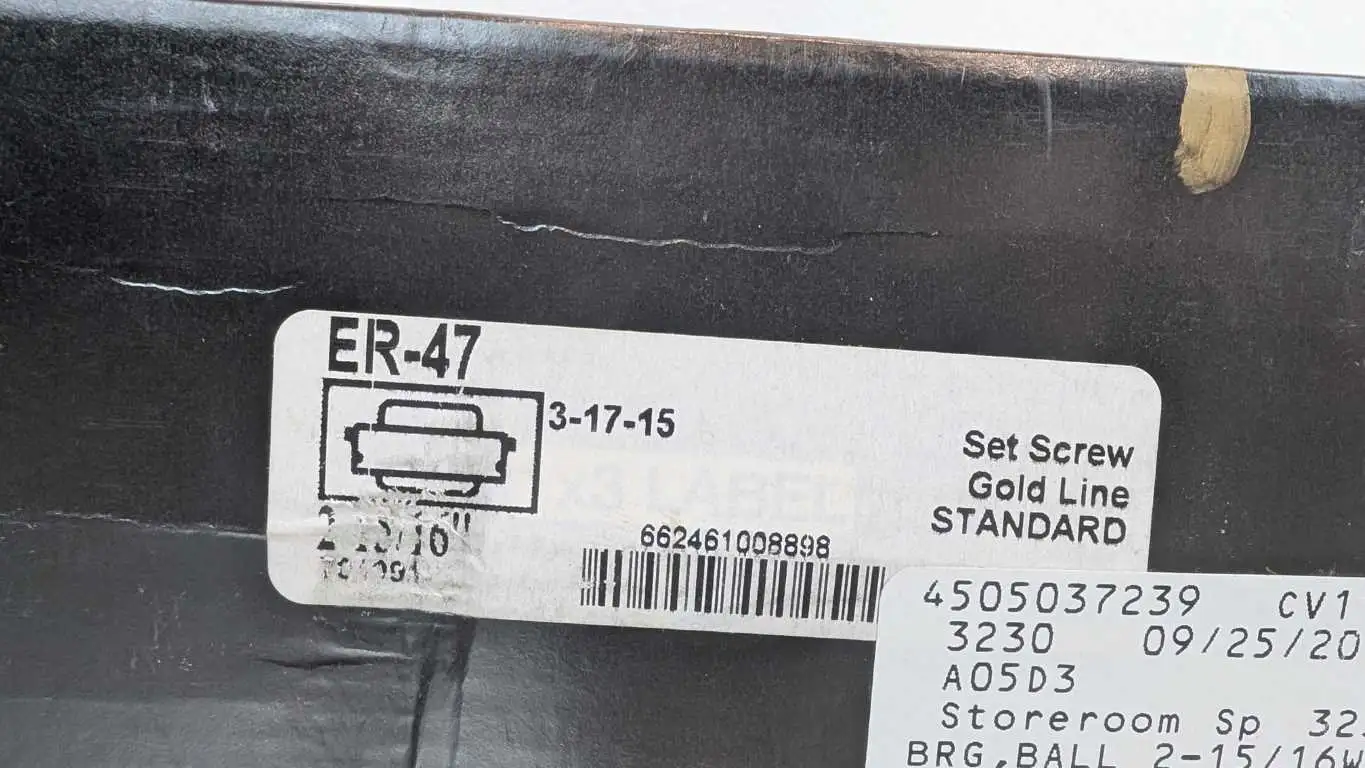 ER-47
3-17-15
Set Screw
Gold Line
STANDARD
662461008898
4505037239 CV1
3230 09/25/20
A05D3
Storeroom Sp 32
BRG,BALL 2-15/16W